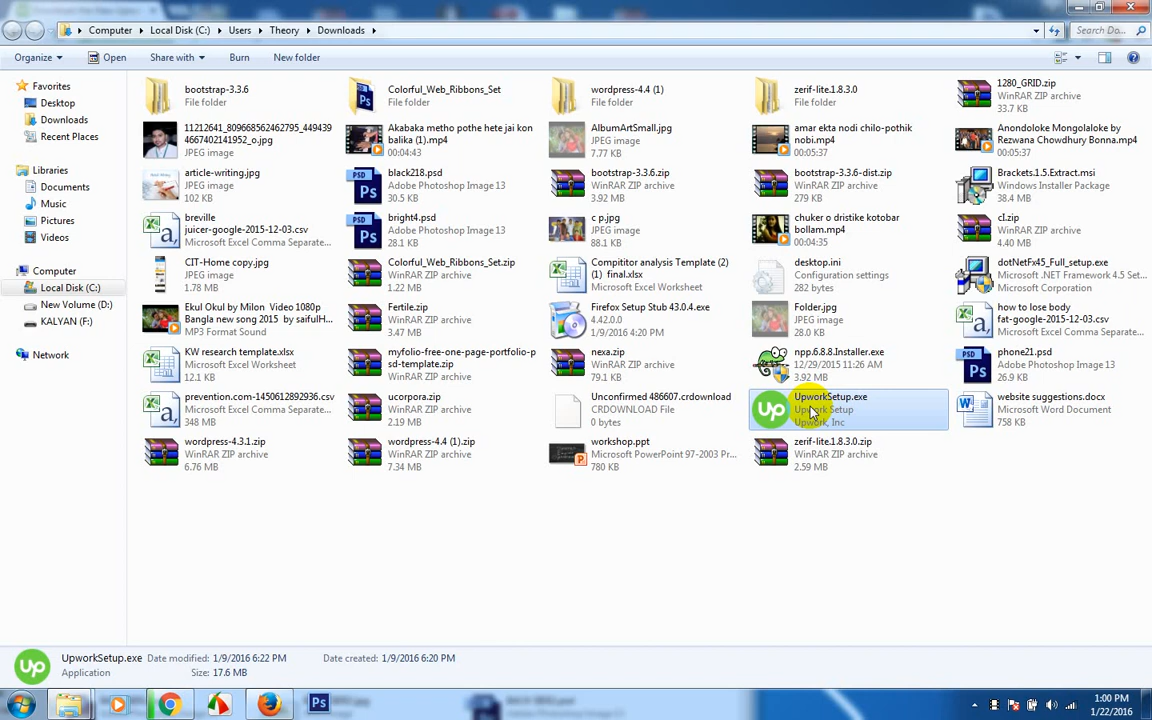 Computer ▸ Local Disk (C:) ▸ Users ▸ Theory ▸ Downloads ▸
Search Do...
Organize Open Share with Burn New folder
Favorites
Desktop
Downloads
Recent Places
Libraries
Documents
Music
Pictures
Videos
Computer
Local Disk (C:)
New Volume (D:)
KALYAN (F:)
Network
bootstrap-3.3.6
File folder
Colorful_Web_Ribbons_Set
File folder
wordpress-4.4 (1)
File folder
zerif-lite.1.8.3.0
File folder
1280_GRID.zip
WinRAR ZIP archive
33.7 KB
11212641_809668562462795_449439
4667402141952_o.jpg
JPEG image
Akabaka metho pothe hete jai kon
balika (1).mp4
00:04:43
AlbumArtSmall.jpg
JPEG image
7.77 KB
amar ekta nodi chilo-pothik
nobi.mp4
00:05:37
Anondoloke Mongolaloke by
Rezwana Chowdhury Bonna.mp4
00:05:37
article-writing.jpg
JPEG image
102 KB
black218.psd
Adobe Photoshop Image 13
30.5 KB
bootstrap-3.3.6.zip
WinRAR ZIP archive
3.92 MB
bootstrap-3.3.6-dist.zip
WinRAR ZIP archive
279 KB
Brackets.1.5.Extract.msi
Windows Installer Package
38.4 MB
breville
juicer-google-2015-12-03.csv
Microsoft Excel Comma Separate...
bright4.psd
Adobe Photoshop Image 13
28.1 KB
c p.jpg
JPEG image
88.1 KB
chuker o dristike kotobar
bollam.mp4
00:04:35
cI.zip
WinRAR ZIP archive
4.40 MB
CIT-Home copy.jpg
JPEG image
1.78 MB
Colorful_Web_Ribbons_Set.zip
WinRAR ZIP archive
1.22 MB
Compititor analysis Template (2)
(1) final.xlsx
Microsoft Excel Worksheet
desktop.ini
Configuration settings
282 bytes
dotNetFx45_Full_setup.exe
Microsoft .NET Framework 4.5 Set...
Microsoft Corporation
Ekul Okul by Milon Video 1080p
Bangla new song 2015 by saifulH...
MP3 Format Sound
Fertile.zip
WinRAR ZIP archive
3.47 MB
Firefox Setup Stub 43.0.4.exe
4.42.0.0
1/9/2016 4:20 PM
Folder.jpg
JPEG image
28.0 KB
how to lose body
fat-google-2015-12-03.csv
Microsoft Excel Comma Separate...
KW research template.xlsx
Microsoft Excel Worksheet
12.1 KB
myfolio-free-one-page-portfolio-p
sd-template.zip
WinRAR ZIP archive
nexa.zip
WinRAR ZIP archive
79.1 KB
npp.6.8.8.Installer.exe
12/29/2015 11:26 AM
3.92 MB
phone21.psd
Adobe Photoshop Image 13
26.9 KB
prevention.com-1450612892936.csv
Microsoft Excel Comma Separate...
348 MB
ucorpora.zip
WinRAR ZIP archive
2.19 MB
Unconfirmed 486607.crdownload
CRDOWNLOAD File
0 bytes
UpworkSetup.exe
Upwork Setup
Upwork, Inc
website suggestions.docx
Microsoft Word Document
758 KB
wordpress-4.3.1.zip
WinRAR ZIP archive
6.76 MB
wordpress-4.4 (1).zip
WinRAR ZIP archive
7.34 MB
workshop.ppt
Microsoft PowerPoint 97-2003 Pr...
780 KB
zerif-lite.1.8.3.0.zip
WinRAR ZIP archive
2.59 MB
UpworkSetup.exe Date modified: 1/9/2016 6:22 PM Date created: 1/9/2016 6:20 PM
Application Size: 17.6 MB
1:00 PM
1/22/2016